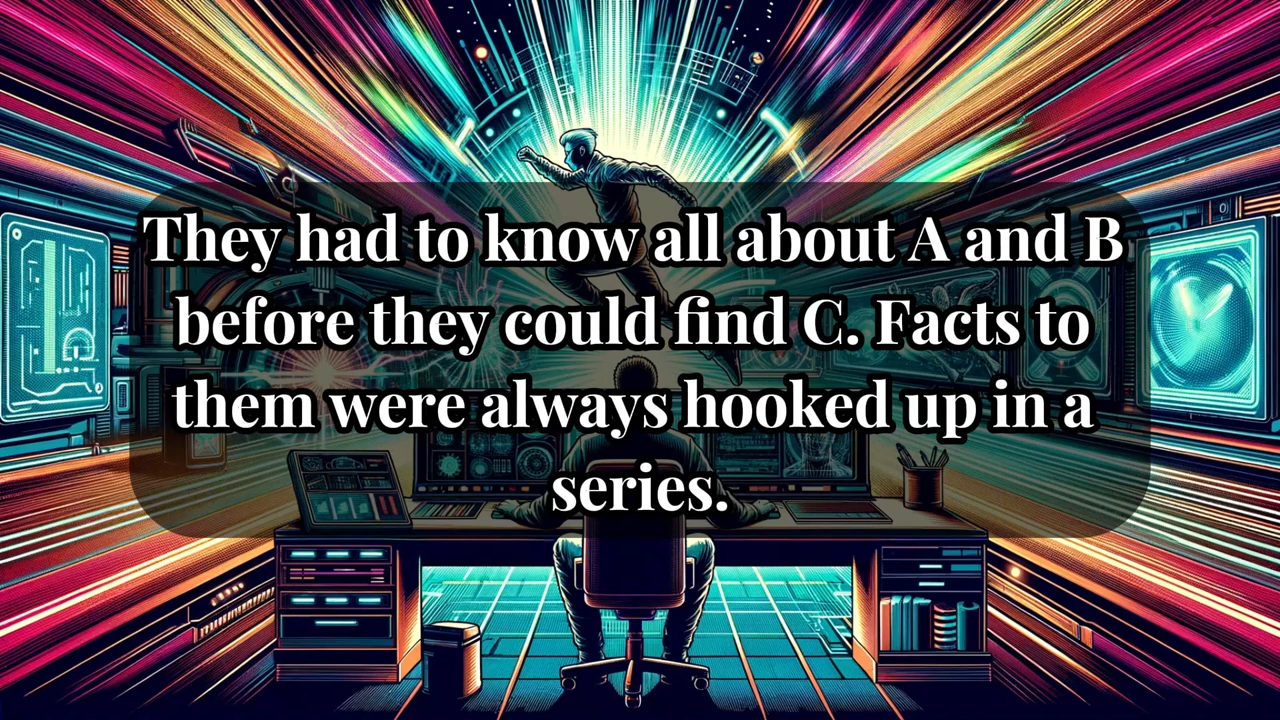 They had to know all about A and B
before they could find C. Facts to
them were always hooked up in a
series.